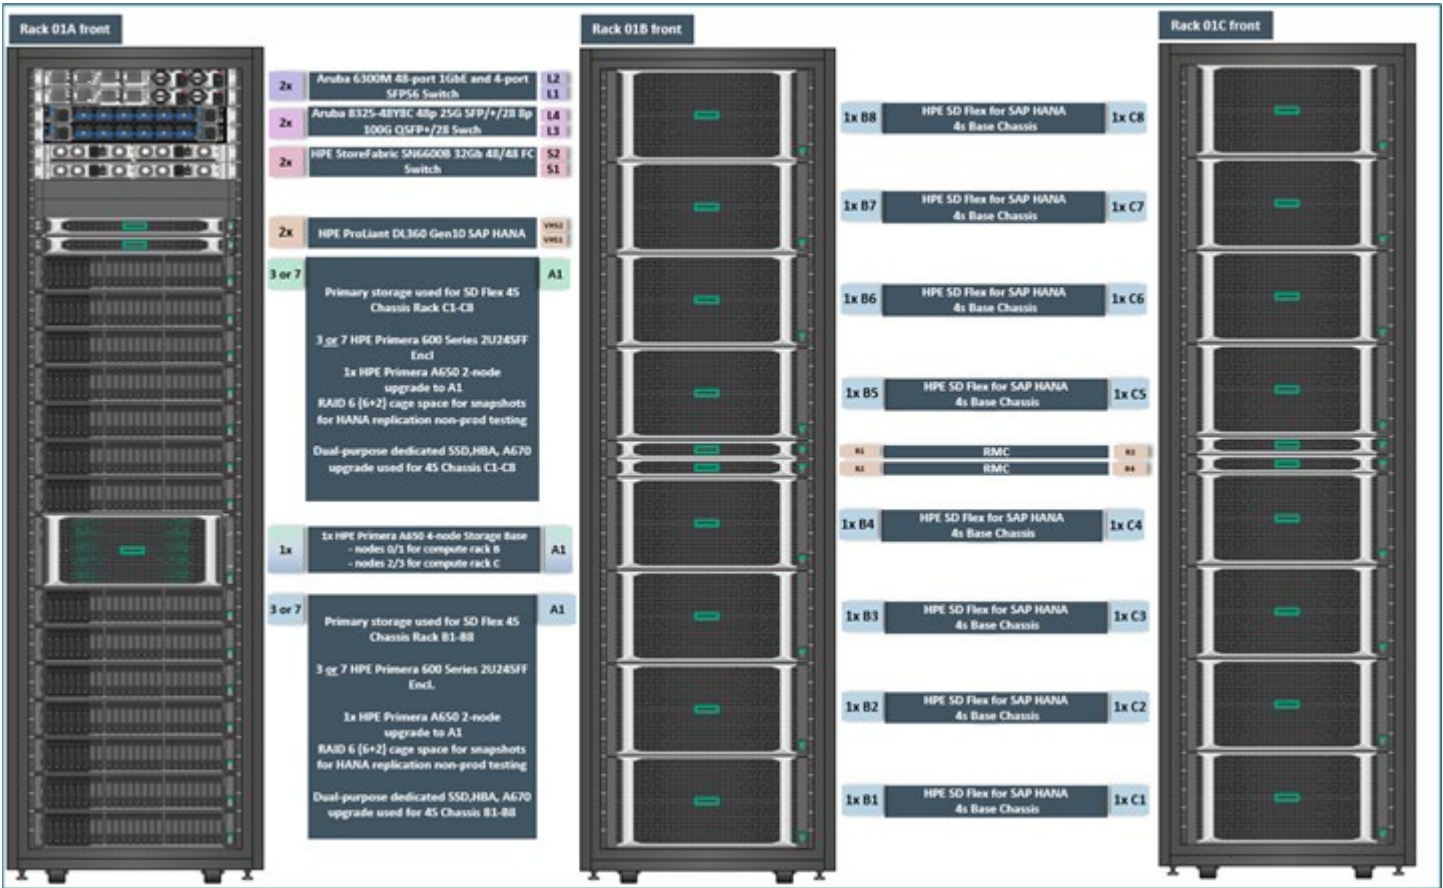 Rack 01A front
Rack 01B front
Rack 01C front
2x
Aruba 6300M 48-port 1GbE and 4-port
SFP56 Switch
L2
L1
2x
Aruba 8325-48Y8C 48p 25G SFP/+/28 8p
100G QSFP+/28 Swch
L4
L3
2x
HPE StoreFabric SN6600B 32Gb 48/48 FC
Switch
S2
S1
2x
HPE ProLiant DL360 Gen10 SAP HANA
3 or 7
A1
Primary storage used for SD Flex 4S
Chassis Rack C1-C8
3 or 7 HPE Primera 600 Series 2U24SFF
Encl
1x HPE Primera A650 2-node
upgrade to A1
RAID 6 (6+2) cage space for snapshots
for HANA replication non-prod testing
Dual-purpose dedicated SSD,HBA, A670
upgrade used for 4S Chassis C1-C8
1x
1x HPE Primera A650 4-node Storage Base
- nodes 0/1 for compute rack B
- nodes 2/3 for compute rack C
A1
3 or 7
A1
Primary storage used for SD Flex 4S
Chassis Rack B1-B8
3 or 7 HPE Primera 600 Series 2U24SFF
Encl.
1x HPE Primera A650 2-node
upgrade to A1
RAID 6 (6+2) cage space for snapshots
for HANA replication non-prod testing
Dual-purpose dedicated SSD,HBA, A670
upgrade used for 4S Chassis B1-B8
1x B8
HPE SD Flex for SAP HANA
4s Base Chassis
1x C8
1x B7
HPE SD Flex for SAP HANA
4s Base Chassis
1x C7
1x B6
HPE SD Flex for SAP HANA
4s Base Chassis
1x C6
1x B5
HPE SD Flex for SAP HANA
4s Base Chassis
1x C5
R1
RMC
R3
R2
RMC
R4
1x B4
HPE SD Flex for SAP HANA
4s Base Chassis
1x C4
1x B3
HPE SD Flex for SAP HANA
4s Base Chassis
1x C3
1x B2
HPE SD Flex for SAP HANA
4s Base Chassis
1x C2
1x B1
HPE SD Flex for SAP HANA
4s Base Chassis
1x C1